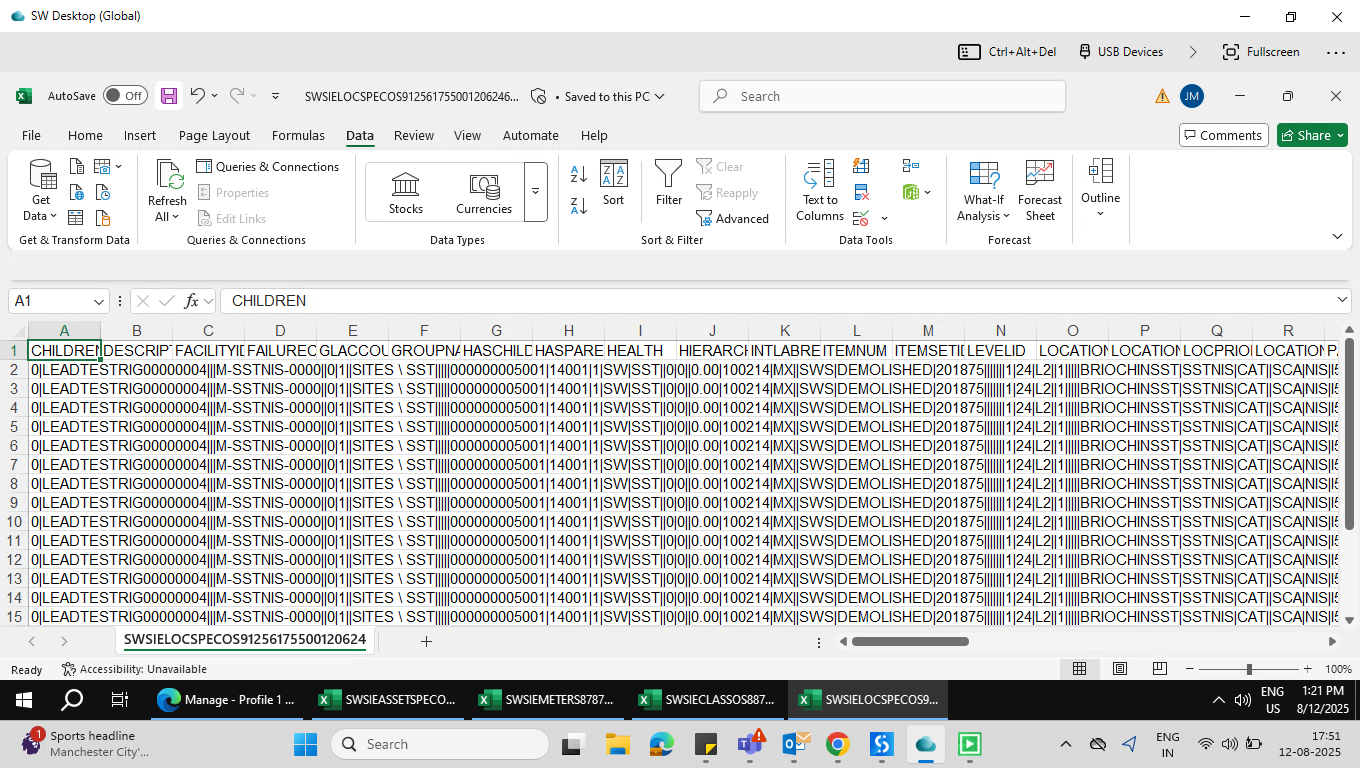 SW Desktop (Global)
Ctrl+Alt+Del USB Devices Fullscreen
AutoSave Off SWSIELOCSPECOS912561755001206246... • Saved to this PC Search JM
File Home Insert Page Layout Formulas Data Review View Automate Help Comments Share
Get Data Refresh All Queries & Connections Properties Edit Links Stocks Currencies Sort Filter Clear Reapply Advanced Text to Columns What-If Analysis Forecast Sheet Outline
Get & Transform Data Queries & Connections Data Types Sort & Filter Data Tools Forecast
A1 fx CHILDREN
A B C D E F G H I J K L M N O P Q R
1 CHILDREN DESCRIPT FACILITYID FAILUREC GLACCOU GROUPNA HASCHILD HASPARE HEALTH HIERARCH INTLABRE ITEMNUM ITEMSETID LEVELID LOCATION LOCATION LOCPRIO LOCATION PA
2 0|LEADTESTRIG00000004|||M-SSTNIS-0000||0|1||SITES \ SST|||||000000005001|14001|1|SW|SST||0|0||0.00|100214|MX||SWS|DEMOLISHED|201875|||||||1|24|L2||1|||||BRIOCHINSST|SSTNIS|CAT||SCA|NIS||
3 0|LEADTESTRIG00000004|||M-SSTNIS-0000||0|1||SITES \ SST|||||000000005001|14001|1|SW|SST||0|0||0.00|100214|MX||SWS|DEMOLISHED|201875|||||||1|24|L2||1|||||BRIOCHINSST|SSTNIS|CAT||SCA|NIS||
4 0|LEADTESTRIG00000004|||M-SSTNIS-0000||0|1||SITES \ SST|||||000000005001|14001|1|SW|SST||0|0||0.00|100214|MX||SWS|DEMOLISHED|201875|||||||1|24|L2||1|||||BRIOCHINSST|SSTNIS|CAT||SCA|NIS||
5 0|LEADTESTRIG00000004|||M-SSTNIS-0000||0|1||SITES \ SST|||||000000005001|14001|1|SW|SST||0|0||0.00|100214|MX||SWS|DEMOLISHED|201875|||||||1|24|L2||1|||||BRIOCHINSST|SSTNIS|CAT||SCA|NIS||
6 0|LEADTESTRIG00000004|||M-SSTNIS-0000||0|1||SITES \ SST|||||000000005001|14001|1|SW|SST||0|0||0.00|100214|MX||SWS|DEMOLISHED|201875|||||||1|24|L2||1|||||BRIOCHINSST|SSTNIS|CAT||SCA|NIS||
7 0|LEADTESTRIG00000004|||M-SSTNIS-0000||0|1||SITES \ SST|||||000000005001|14001|1|SW|SST||0|0||0.00|100214|MX||SWS|DEMOLISHED|201875|||||||1|24|L2||1|||||BRIOCHINSST|SSTNIS|CAT||SCA|NIS||
8 0|LEADTESTRIG00000004|||M-SSTNIS-0000||0|1||SITES \ SST|||||000000005001|14001|1|SW|SST||0|0||0.00|100214|MX||SWS|DEMOLISHED|201875|||||||1|24|L2||1|||||BRIOCHINSST|SSTNIS|CAT||SCA|NIS||
9 0|LEADTESTRIG00000004|||M-SSTNIS-0000||0|1||SITES \ SST|||||000000005001|14001|1|SW|SST||0|0||0.00|100214|MX||SWS|DEMOLISHED|201875|||||||1|24|L2||1|||||BRIOCHINSST|SSTNIS|CAT||SCA|NIS||
10 0|LEADTESTRIG00000004|||M-SSTNIS-0000||0|1||SITES \ SST|||||000000005001|14001|1|SW|SST||0|0||0.00|100214|MX||SWS|DEMOLISHED|201875|||||||1|24|L2||1|||||BRIOCHINSST|SSTNIS|CAT||SCA|NIS||
11 0|LEADTESTRIG00000004|||M-SSTNIS-0000||0|1||SITES \ SST|||||000000005001|14001|1|SW|SST||0|0||0.00|100214|MX||SWS|DEMOLISHED|201875|||||||1|24|L2||1|||||BRIOCHINSST|SSTNIS|CAT||SCA|NIS||
12 0|LEADTESTRIG00000004|||M-SSTNIS-0000||0|1||SITES \ SST|||||000000005001|14001|1|SW|SST||0|0||0.00|100214|MX||SWS|DEMOLISHED|201875|||||||1|24|L2||1|||||BRIOCHINSST|SSTNIS|CAT||SCA|NIS||
13 0|LEADTESTRIG00000004|||M-SSTNIS-0000||0|1||SITES \ SST|||||000000005001|14001|1|SW|SST||0|0||0.00|100214|MX||SWS|DEMOLISHED|201875|||||||1|24|L2||1|||||BRIOCHINSST|SSTNIS|CAT||SCA|NIS||
14 0|LEADTESTRIG00000004|||M-SSTNIS-0000||0|1||SITES \ SST|||||000000005001|14001|1|SW|SST||0|0||0.00|100214|MX||SWS|DEMOLISHED|201875|||||||1|24|L2||1|||||BRIOCHINSST|SSTNIS|CAT||SCA|NIS||
15 0|LEADTESTRIG00000004|||M-SSTNIS-0000||0|1||SITES \ SST|||||000000005001|14001|1|SW|SST||0|0||0.00|100214|MX||SWS|DEMOLISHED|201875|||||||1|24|L2||1|||||BRIOCHINSST|SSTNIS|CAT||SCA|NIS||
SWSIELOCSPECOS91256175500120624
Ready Accessibility: Unavailable 100%
Manage - Profile 1 ... SWSIEASSETSPECO... SWSIEMETERS8787... SWSIECLASSOS887... SWSIELOCSPECOS9... ENG US 1:21 PM 8/12/2025
1 Sports headline Manchester City'... Search ENG IN 17:51 12-08-2025